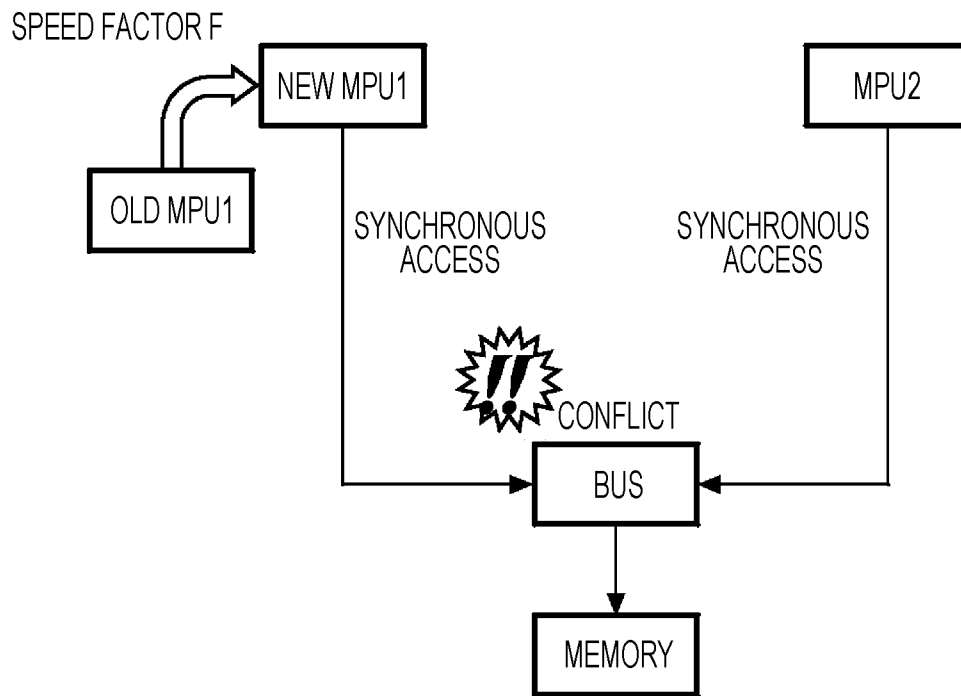 SPEED FACTOR F
NEW MPU1
MPU2
OLD MPU1
SYNCHRONOUS
ACCESS
SYNCHRONOUS
ACCESS
!!
CONFLICT
BUS
MEMORY